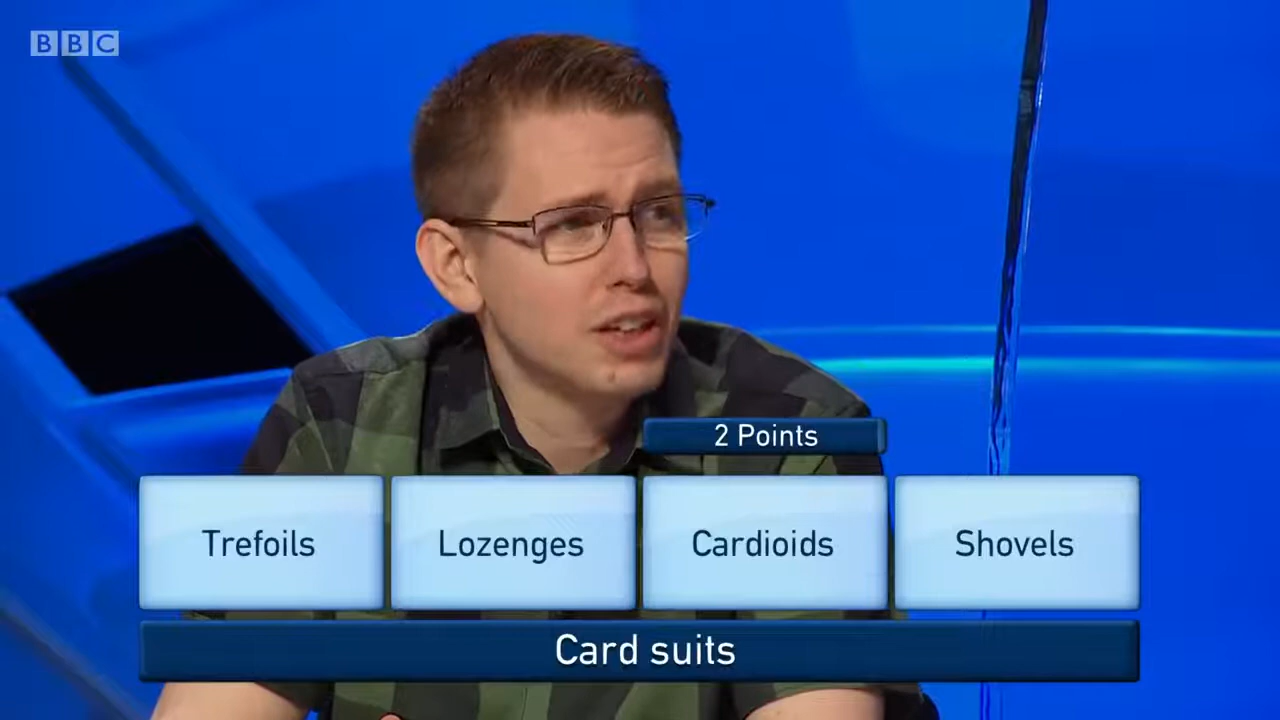 BBC
2 Points
Trefoils
Lozenges
Cardioids
Shovels
Card suits